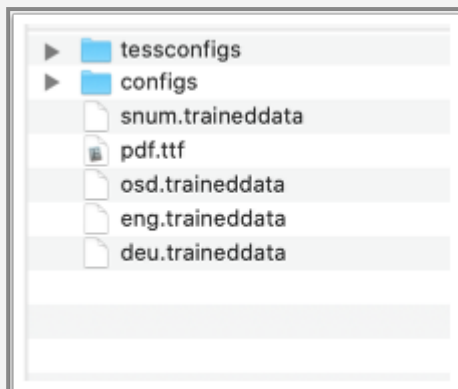 tessconfigs
configs
snum.traineddata
pdf.ttf
osd.traineddata
eng.traineddata
deu.traineddata